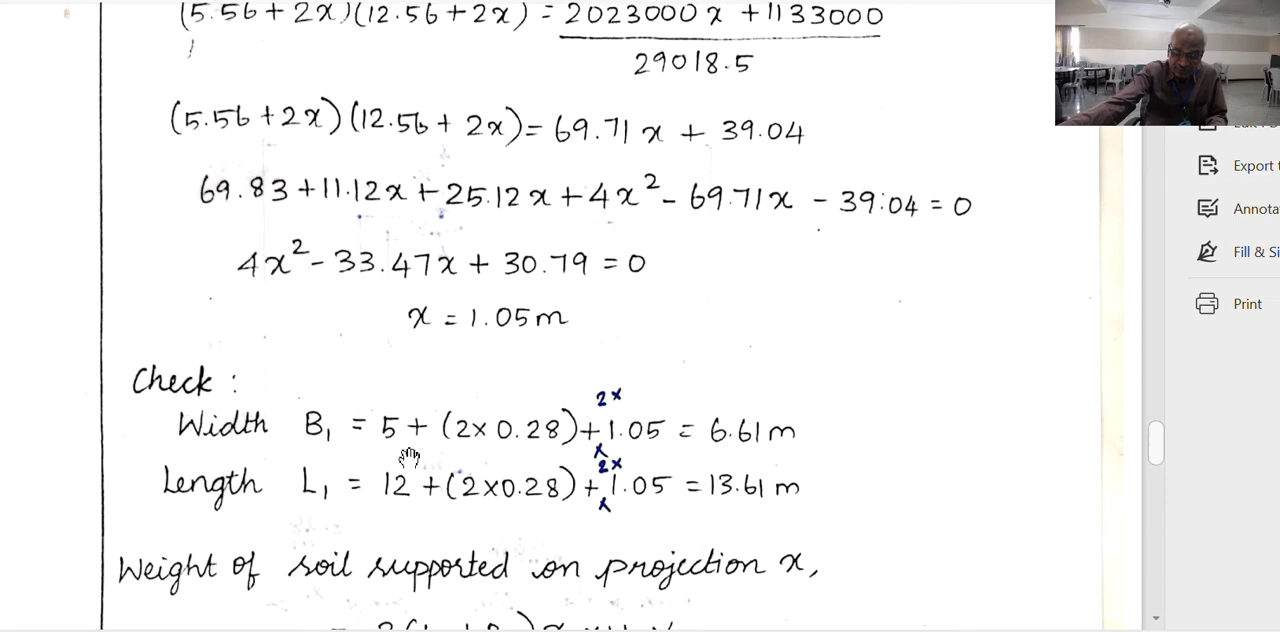 (5.56 + 2x)(12.56 + 2x) = 2023000 x + 1133000
29018.5
(5.56 + 2x)(12.56 + 2x) = 69.71 x + 39.04
69.83 + 11.12x + 25.12x + 4x² - 69.71x - 39.04 = 0
4x² - 33.47x + 30.79 = 0
x = 1.05 m
Check :
2x
Width B₁ = 5 + (2 x 0.28) + 1.05 = 6.61 m
2x
Length L₁ = 12 + (2x0.28) + 1.05 = 13.61 m
Weight of soil supported on projection x,
Export t
Annota
Fill & Si
Print